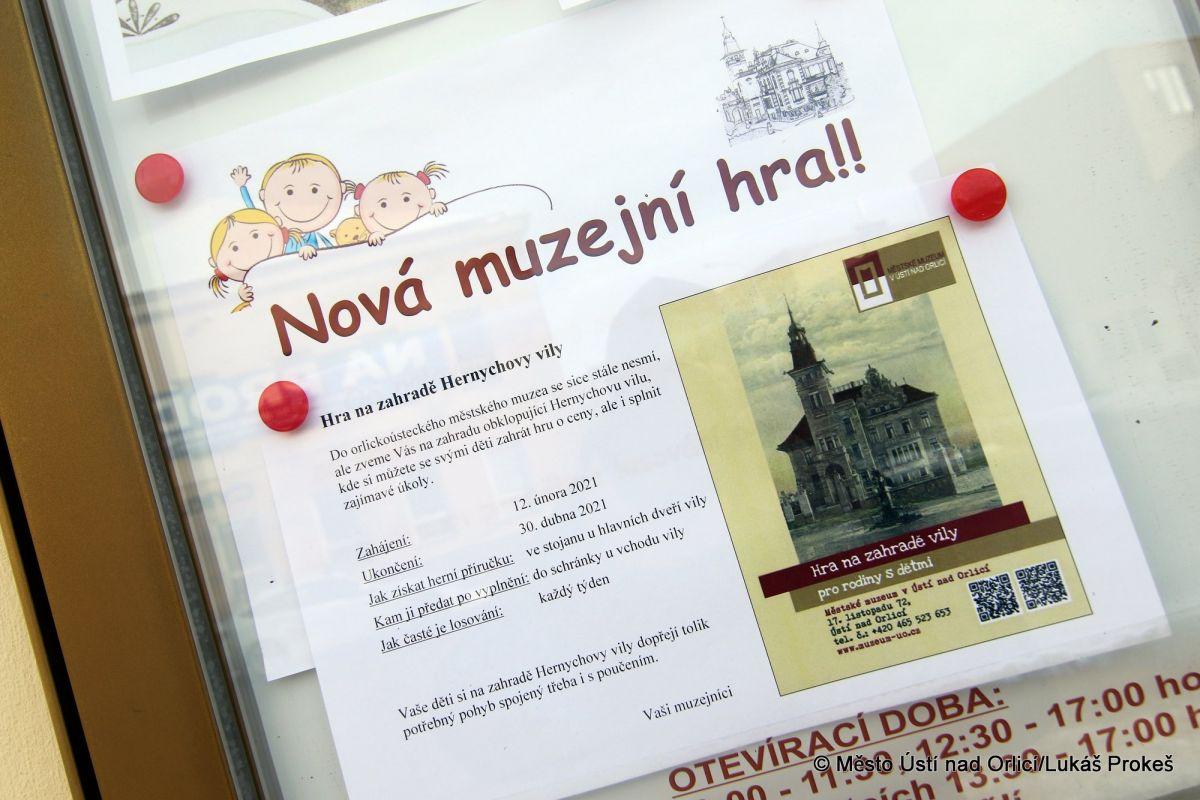 Nová muzejní hra!!
Hra na zahradě Hernychovy vily
Do orlickoústeckého městského muzea se sice stále nesmí,
ale zveme Vás na zahradu obklopující Hernychovu vilu,
kde si můžete se svými dětí zahrát hru o ceny, ale i splnit
zajímavé úkoly.
Zahájení: 12. února 2021
Ukončení: 30. dubna 2021
Jak získat herní příručku: ve stojanu u hlavních dveří vily
Kam ji předat po vyplnění: do schránky u vchodu vily
Jak časté je losování: každý týden
Vaše děti si na zahradě Hernychovy vily dopřejí tolik
potřebný pohyb spojený třeba i s poučením.
Vaši muzejníci
MĚSTSKÉ MUZEUM
V ÚSTÍ NAD ORLICÍ
Hra na zahradě vily
pro rodiny s dětmi
Městské muzeum v Ústí nad Orlicí
17. listopadu 72,
Ústí nad Orlicí
tel. č.: +420 465 523 653
www.museum-uo.cz
OTEVÍRACÍ DOBA:
- 11:30, 12:30 - 17:00
13:30 - 17:00
© Město Ústí nad Orlicí/Lukáš Prokeš